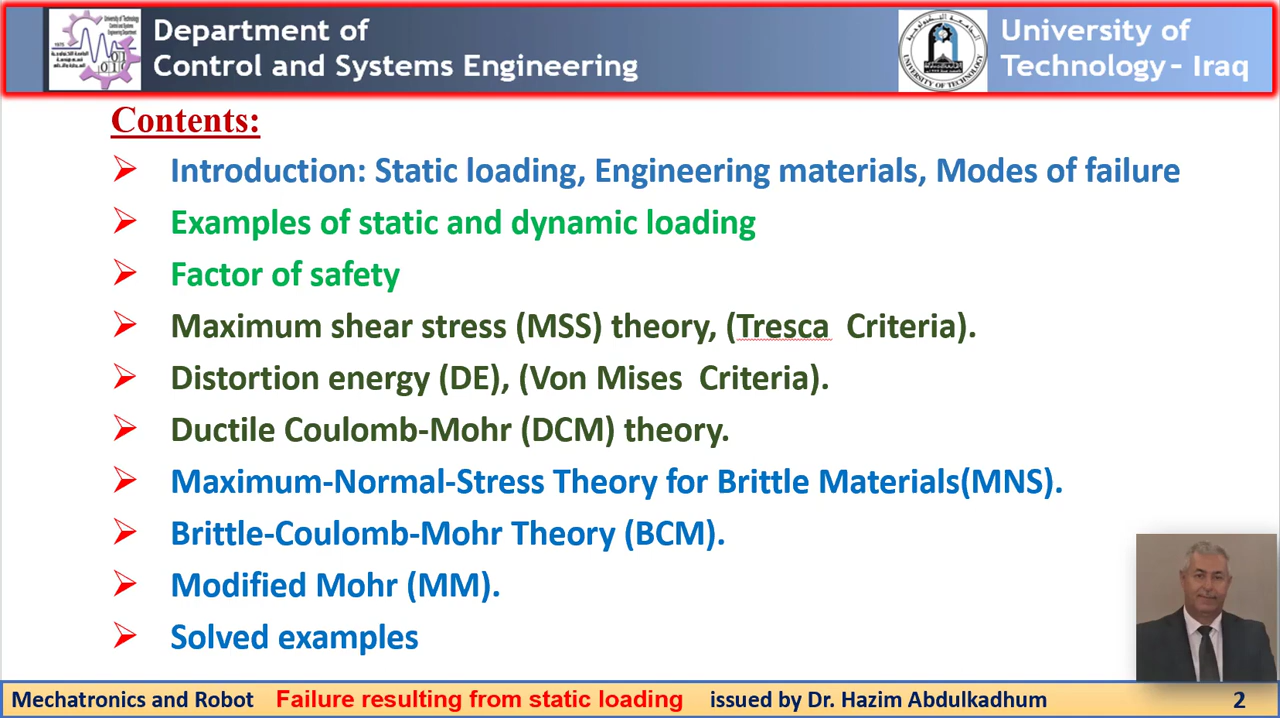 Department of
Control and Systems Engineering
University of
Technology - Iraq
Contents:
Introduction: Static loading, Engineering materials, Modes of failure
Examples of static and dynamic loading
Factor of safety
Maximum shear stress (MSS) theory, (Tresca Criteria).
Distortion energy (DE), (Von Mises Criteria).
Ductile Coulomb-Mohr (DCM) theory.
Maximum-Normal-Stress Theory for Brittle Materials(MNS).
Brittle-Coulomb-Mohr Theory (BCM).
Modified Mohr (MM).
Solved examples
Mechatronics and Robot Failure resulting from static loading issued by Dr. Hazim Abdulkadhum 2